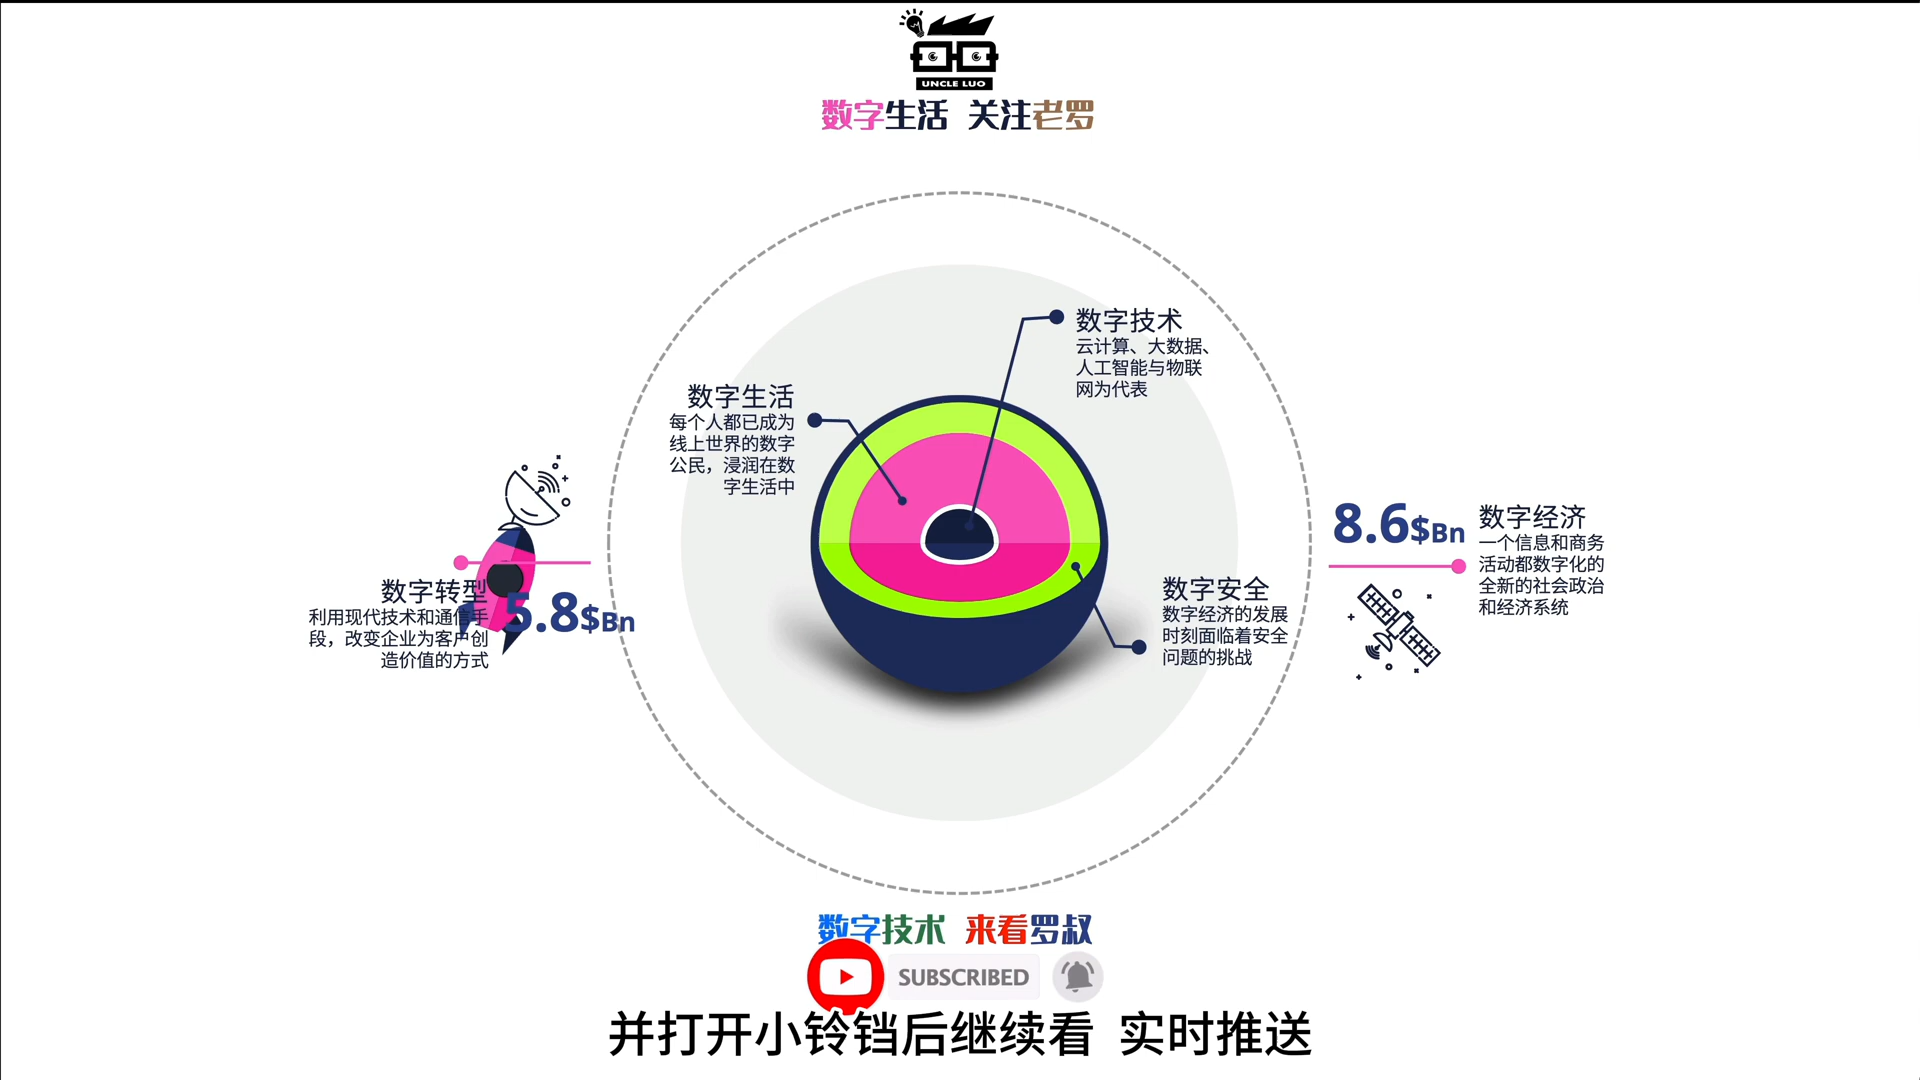 UNCLE LUO
数字生活 关注老罗
数字技术
云计算、大数据、
人工智能与物联
网为代表
数字生活
每个人都已成为
线上世界的数字
公民，浸润在数
字生活中
8.6$Bn
数字经济
一个信息和商务
活动都数字化的
全新的社会政治
和经济系统
数字转型
利用现代技术和通信手
段，改变企业为客户创
造价值的方式
5.8$Bn
数字安全
数字经济的发展
时刻面临着安全
问题的挑战
数字技术 来看罗叔
SUBSCRIBED
并打开小铃铛后继续看 实时推送